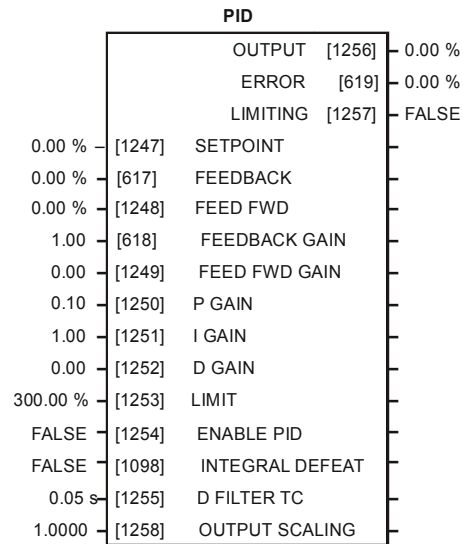 PID
OUTPUT [1256] 0.00 %
ERROR [619] 0.00 %
LIMITING [1257] FALSE
0.00 % [1247] SETPOINT
0.00 % [617] FEEDBACK
0.00 % [1248] FEED FWD
1.00 [618] FEEDBACK GAIN
0.00 [1249] FEED FWD GAIN
0.10 [1250] P GAIN
1.00 [1251] I GAIN
0.00 [1252] D GAIN
300.00 % [1253] LIMIT
FALSE [1254] ENABLE PID
FALSE [1098] INTEGRAL DEFEAT
0.05 s [1255] D FILTER TC
1.0000 [1258] OUTPUT SCALING